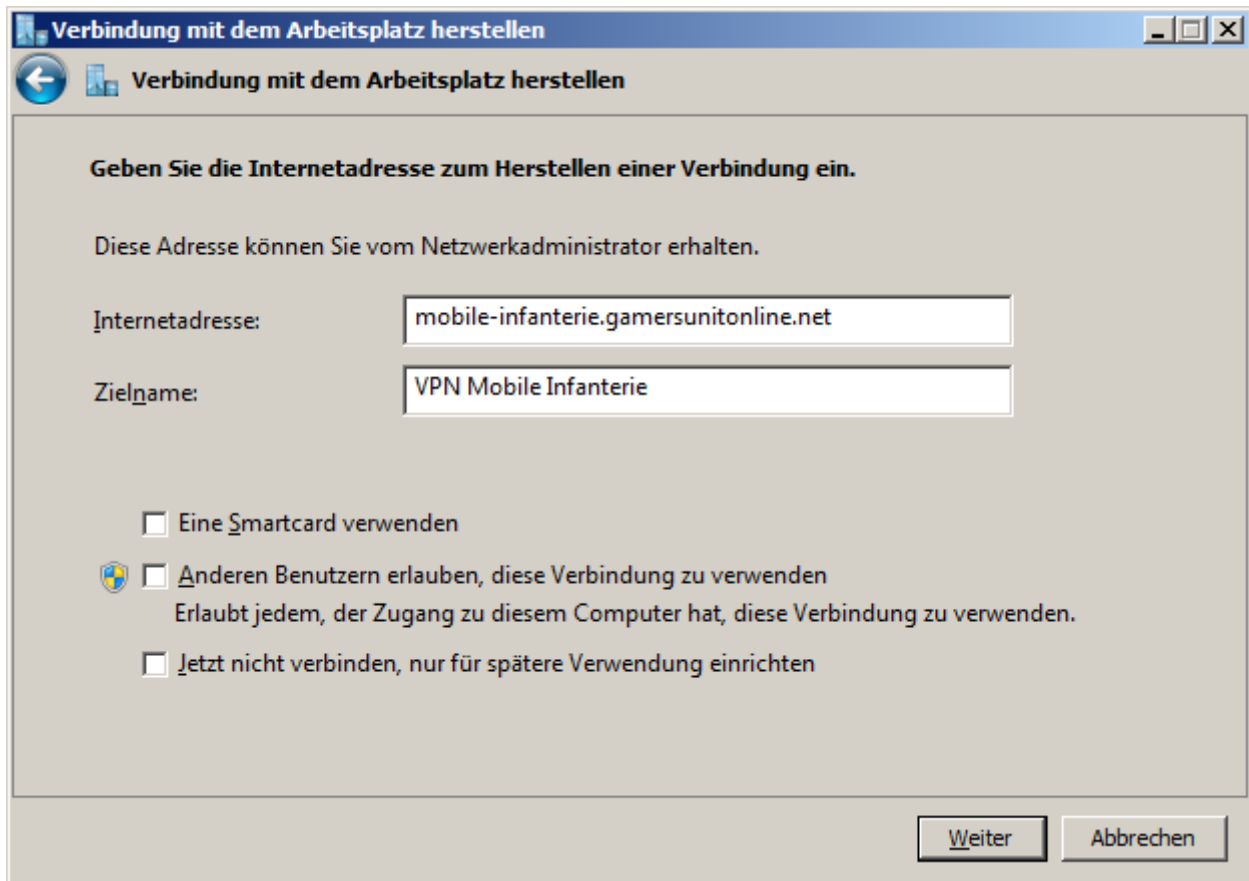 Verbindung mit dem Arbeitsplatz herstellen
Verbindung mit dem Arbeitsplatz herstellen
Geben Sie die Internetadresse zum Herstellen einer Verbindung ein.
Diese Adresse können Sie vom Netzwerkadministrator erhalten.
Internetadresse: mobile-infanterie.gamersunitonline.net
Zielname: VPN Mobile Infanterie
Eine Smartcard verwenden
Anderen Benutzern erlauben, diese Verbindung zu verwenden
Erlaubt jedem, der Zugang zu diesem Computer hat, diese Verbindung zu verwenden.
Jetzt nicht verbinden, nur für spätere Verwendung einrichten
Weiter Abbrechen